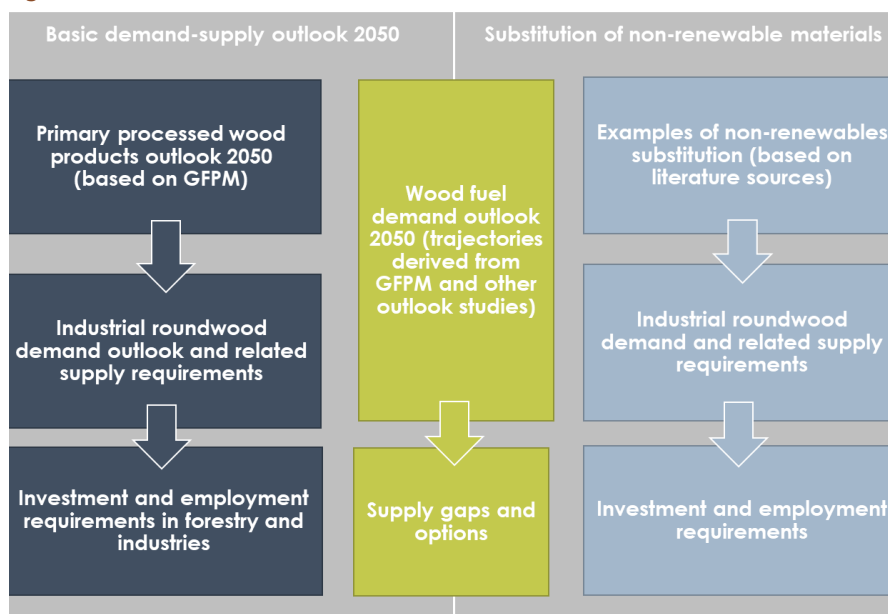 Basic demand-supply outlook 2050
Substitution of non-renewable materials
Primary processed wood
products outlook 2050
(based on GFPM)
Industrial roundwood
demand outlook and related
supply requirements
Investment and employment
requirements in forestry and
industries
Wood fuel
demand outlook
2050 (trajectories
derived from
GFPM and other
outlook studies)
Supply gaps and
options
Examples of non-renewables
substitution (based on
literature sources)
Industrial roundwood
demand and related supply
requirements
Investment and employment
requirements